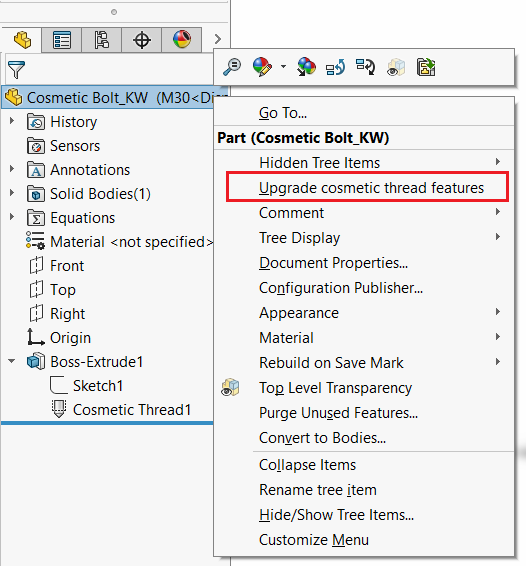 Cosmetic Bolt_KW (M30<Di
History
Sensors
Annotations
Solid Bodies(1)
Equations
Material <not specified>
Front
Top
Right
Origin
Boss-Extrude1
Sketch1
Cosmetic Thread1
Go To...
Part (Cosmetic Bolt_KW)
Hidden Tree Items
Upgrade cosmetic thread features
Comment
Tree Display
Document Properties...
Configuration Publisher...
Appearance
Material
Rebuild on Save Mark
Top Level Transparency
Purge Unused Features...
Convert to Bodies...
Collapse Items
Rename tree item
Hide/Show Tree Items...
Customize Menu